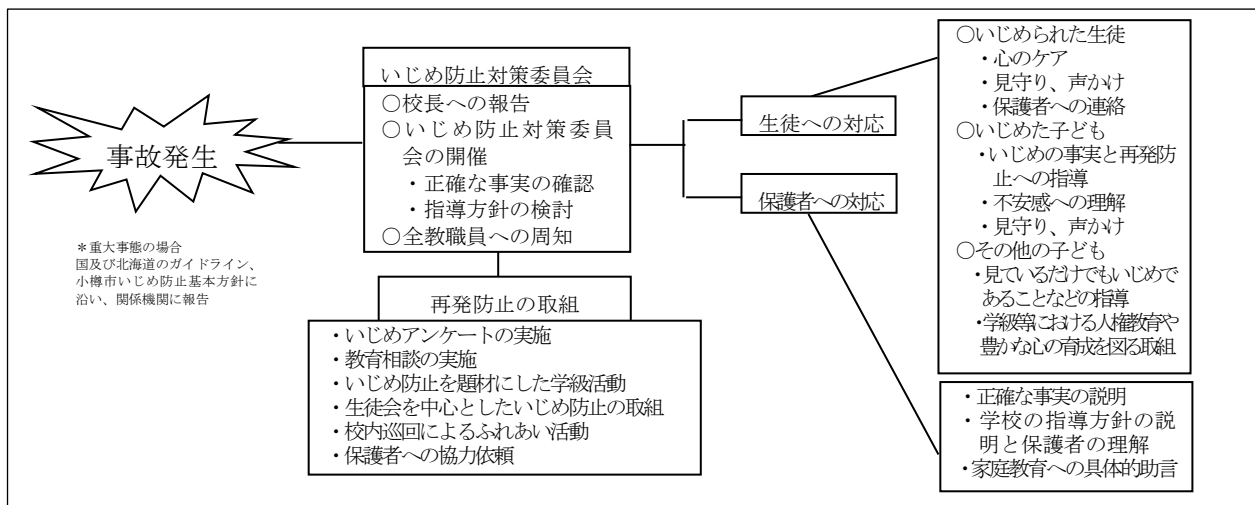 事故発生
＊重大事態の場合
国及び北海道のガイドライン、
小樽市いじめ防止基本方針に
沿い、関係機関に報告
いじめ防止対策委員会
○校長への報告
○いじめ防止対策委員
会の開催
・正確な事実の確認
・指導方針の検討
○全教職員への周知
再発防止の取組
・いじめアンケートの実施
・教育相談の実施
・いじめ防止を題材にした学級活動
・生徒会を中心としたいじめ防止の取組
・校内巡回によるふれあい活動
・保護者への協力依頼
生徒への対応
保護者への対応
○いじめられた生徒
・心のケア
・見守り、声かけ
・保護者への連絡
○いじめた子ども
・いじめの事実と再発防
止への指導
・不安感への理解
・見守り、声かけ
○その他の子ども
・見ているだけでもいじめで
あることなどの指導
・学級等における人権教育や
豊かな心の育成を図る取組
・正確な事実の説明
・学校の指導方針の説
明と保護者の理解
・家庭教育への具体的助言